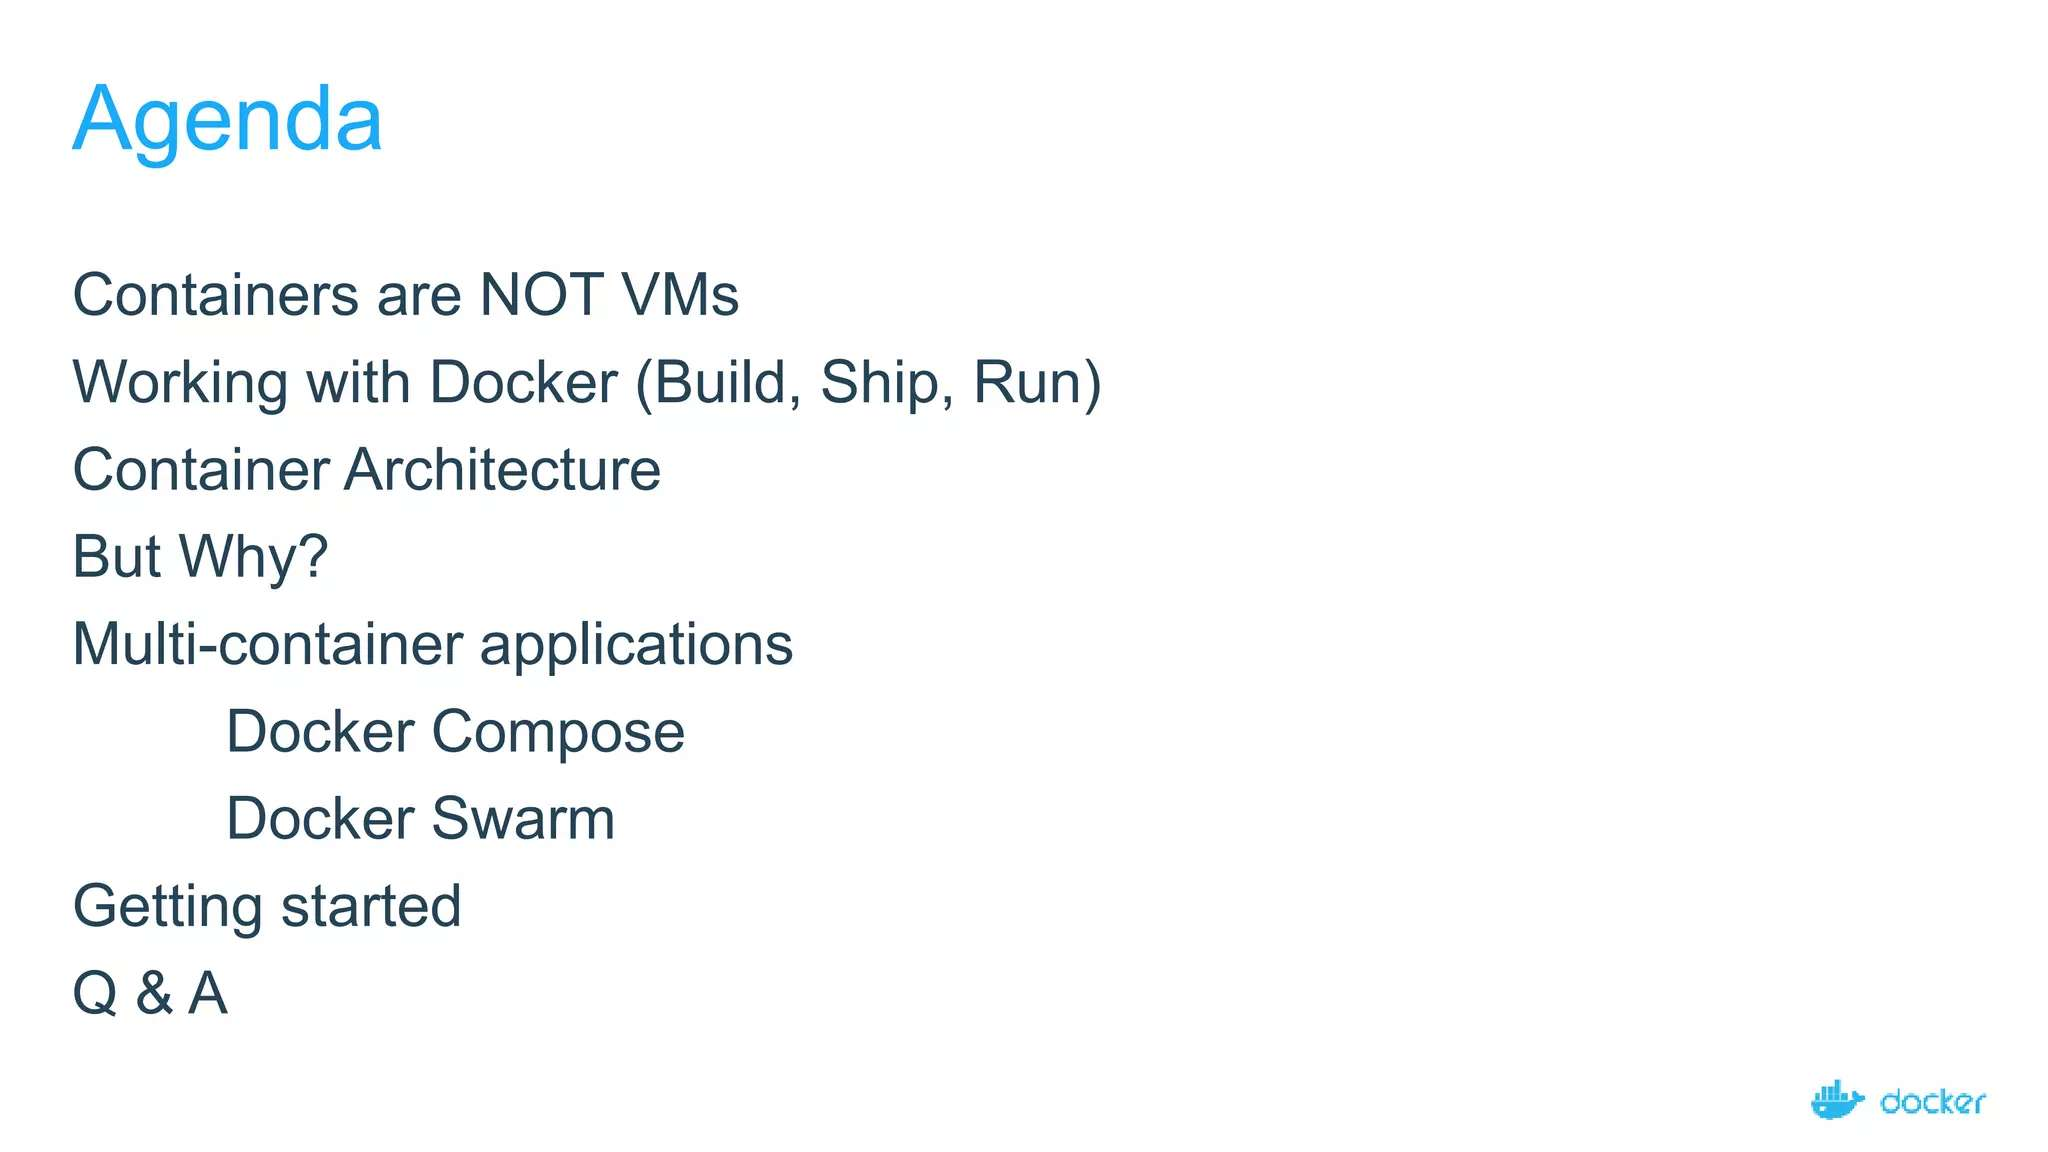 Agenda
Containers are NOT VMs
Working with Docker (Build, Ship, Run)
Container Architecture
But Why?
Multi-container applications
Docker Compose
Docker Swarm
Getting started
Q & A
docker